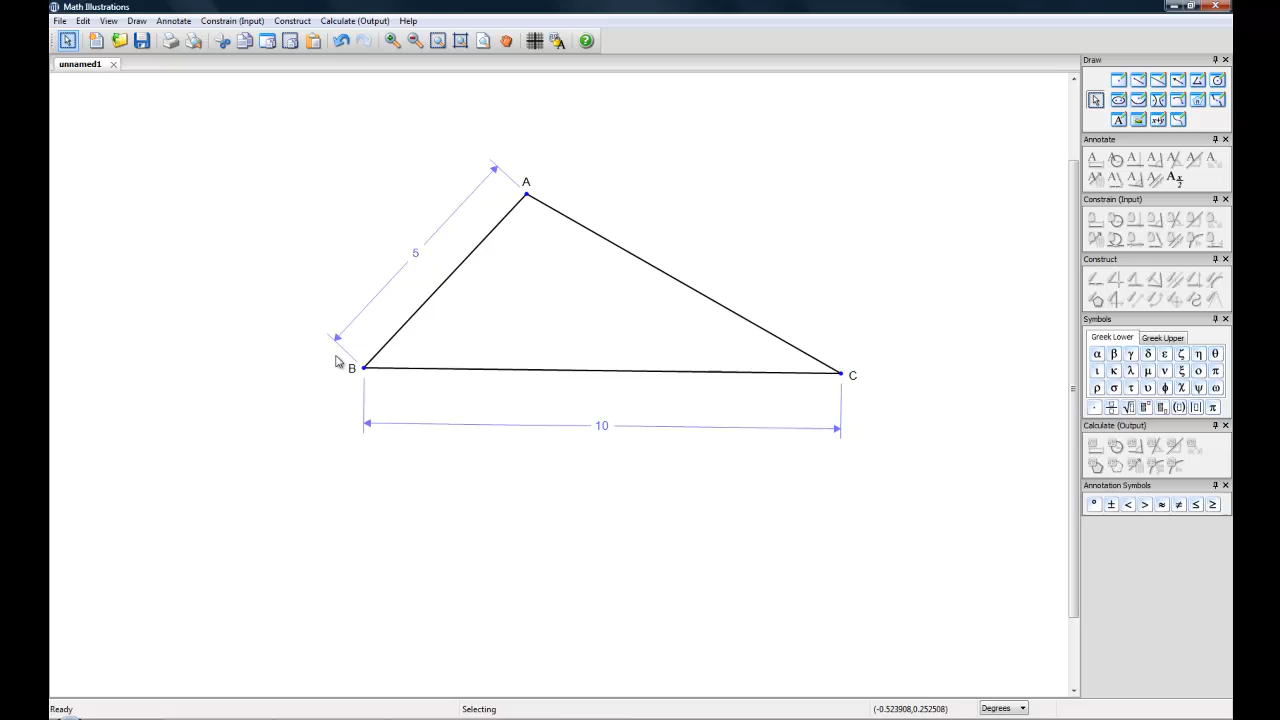 Math Illustrations
File Edit View Draw Annotate Constrain (Input) Construct Calculate (Output) Help
unnamed1
Draw
Annotate
Constrain (Input)
Construct
Symbols
Greek Lower Greek Upper
α β γ δ ε ζ η θ
ι κ λ μ ν ξ ο π
ρ σ τ υ ϕ χ ψ ω
Calculate (Output)
Annotation Symbols
° ± < > ≈ ≠ ≤ ≥
A
5
B
C
10
Ready Selecting (-0.523908,0.252508) Degrees